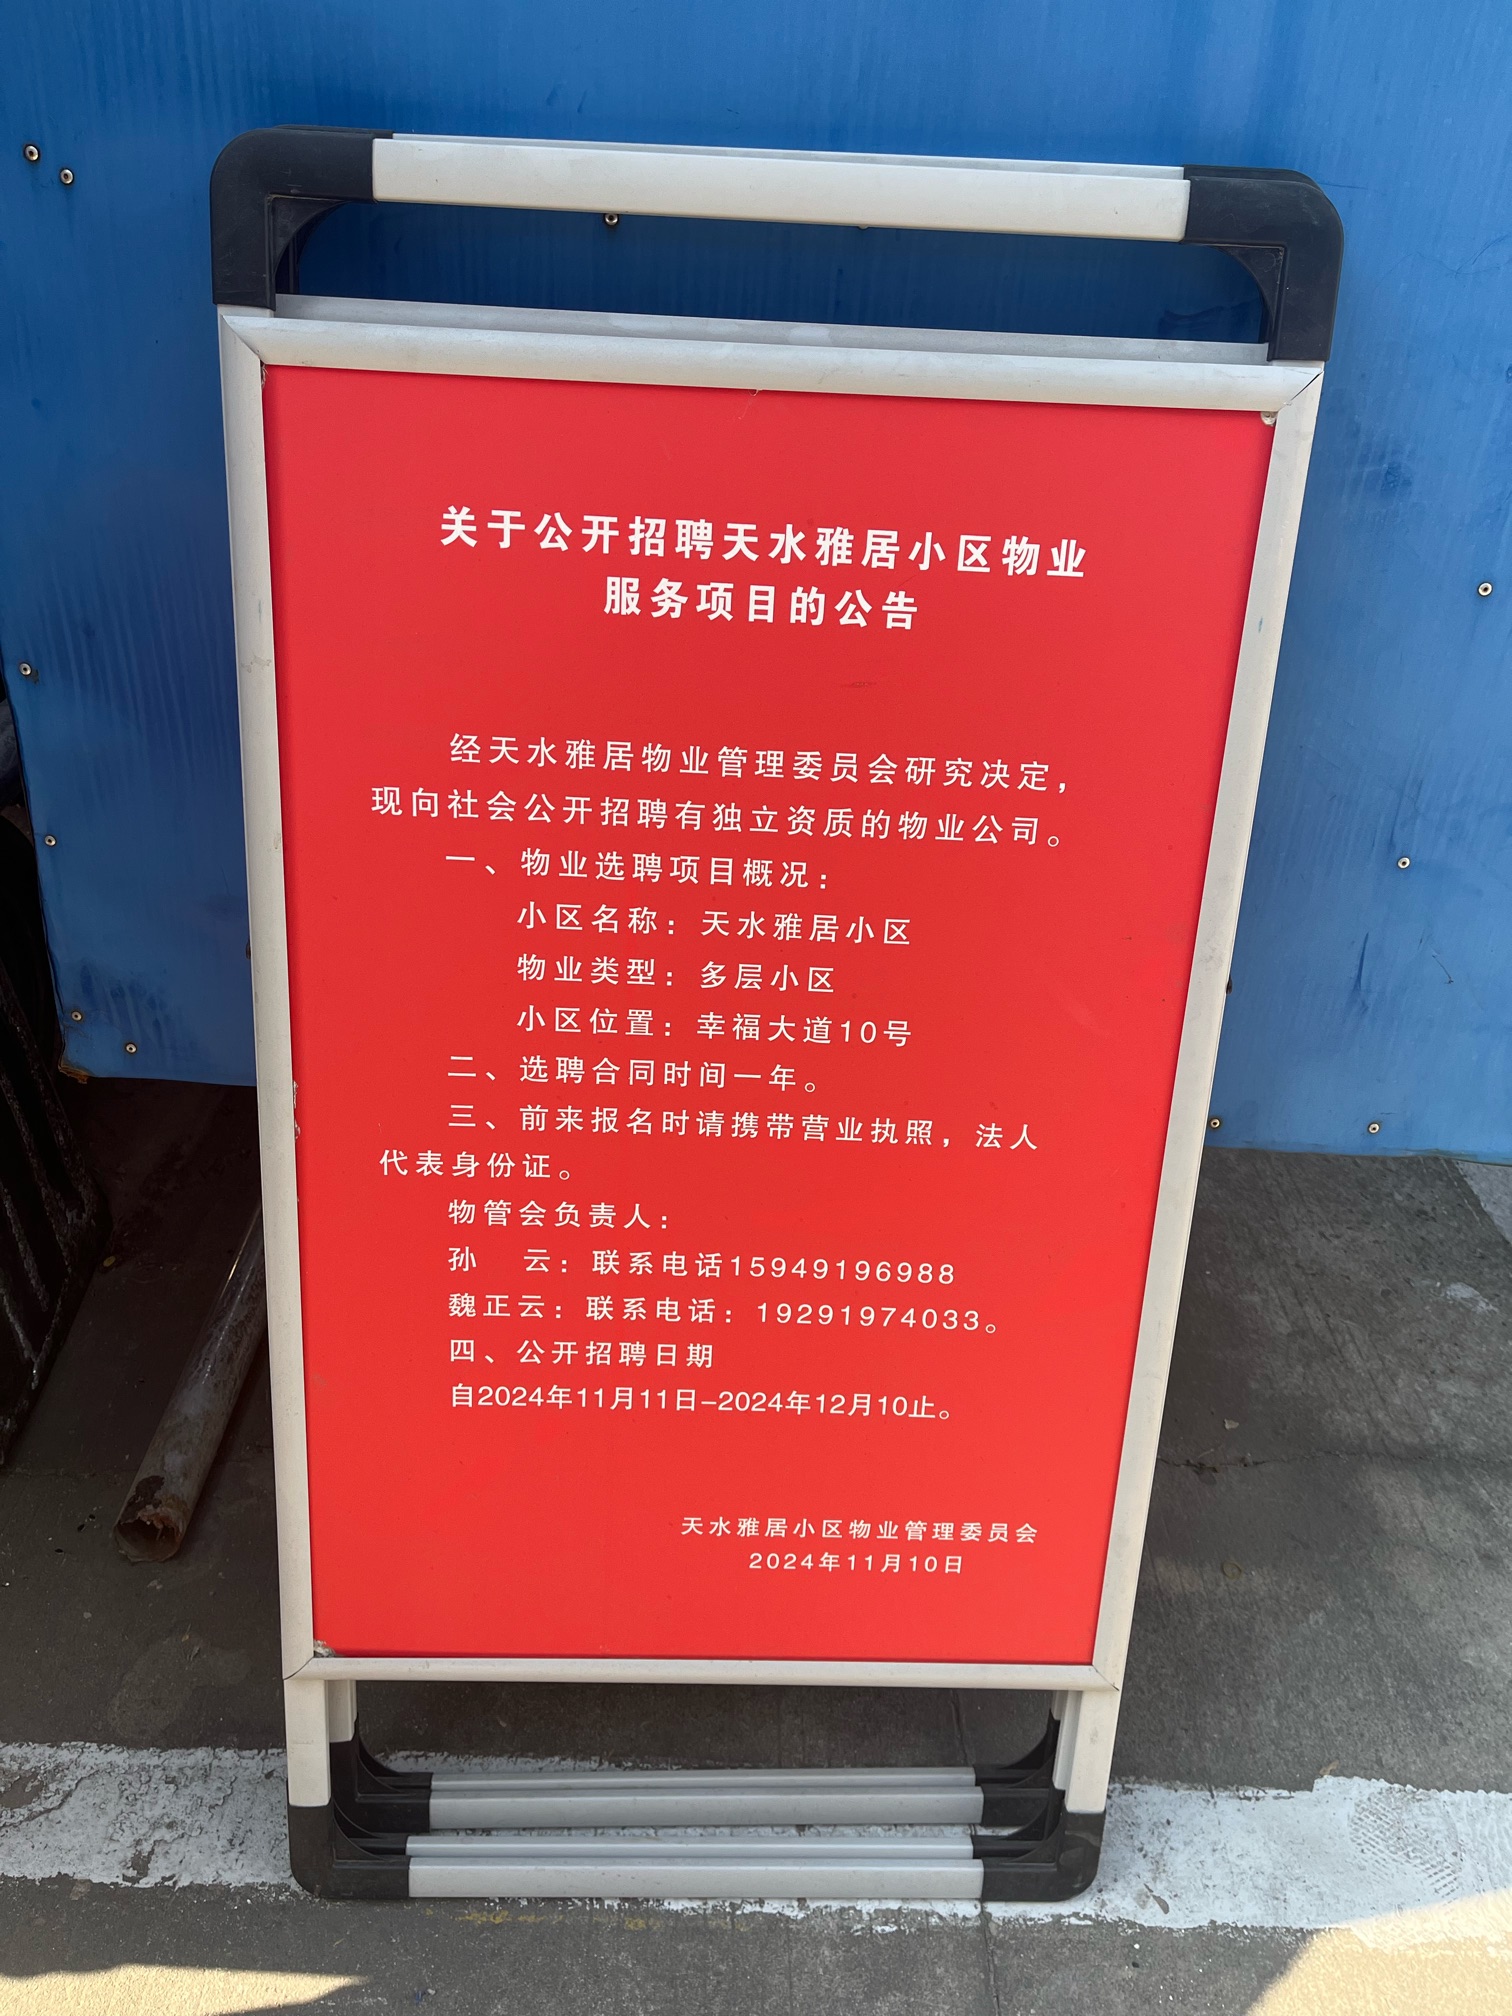 关于公开招聘天水雅居小区物业
服务项目的公告
经天水雅居物业管理委员会研究决定，
现向社会公开招聘有独立资质的物业公司。
一、物业选聘项目概况：
小区名称：天水雅居小区
物业类型：多层小区
小区位置：幸福大道10号
二、选聘合同时间一年。
三、前来报名时请携带营业执照，法人
代表身份证。
物管会负责人：
孙　云：联系电话15949196988
魏正云：联系电话：19291974033。
四、公开招聘日期
自2024年11月11日-2024年12月10止。
天水雅居小区物业管理委员会
2024年11月10日